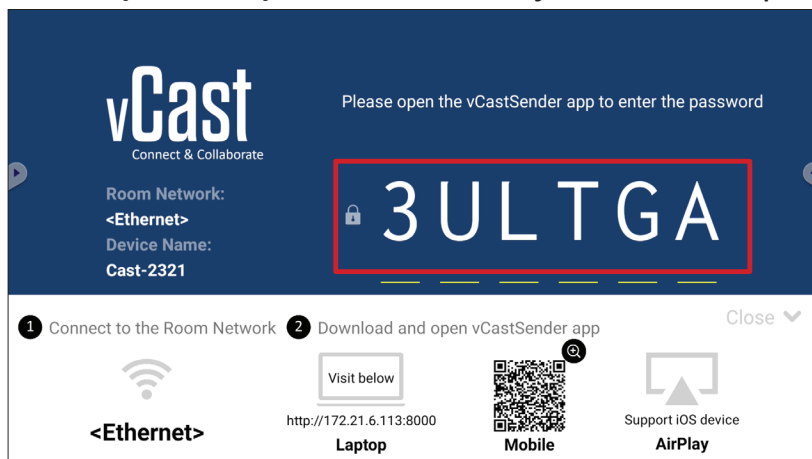 vCast
Connect & Collaborate
Please open the vCastSender app to enter the password
Room Network:
<Ethernet>
Device Name:
Cast-2321
3ULTGA
Close
1 Connect to the Room Network
2 Download and open vCastSender app
<Ethernet>
Visit below
http://172.21.6.113:8000
Laptop
Mobile
Support iOS device
AirPlay